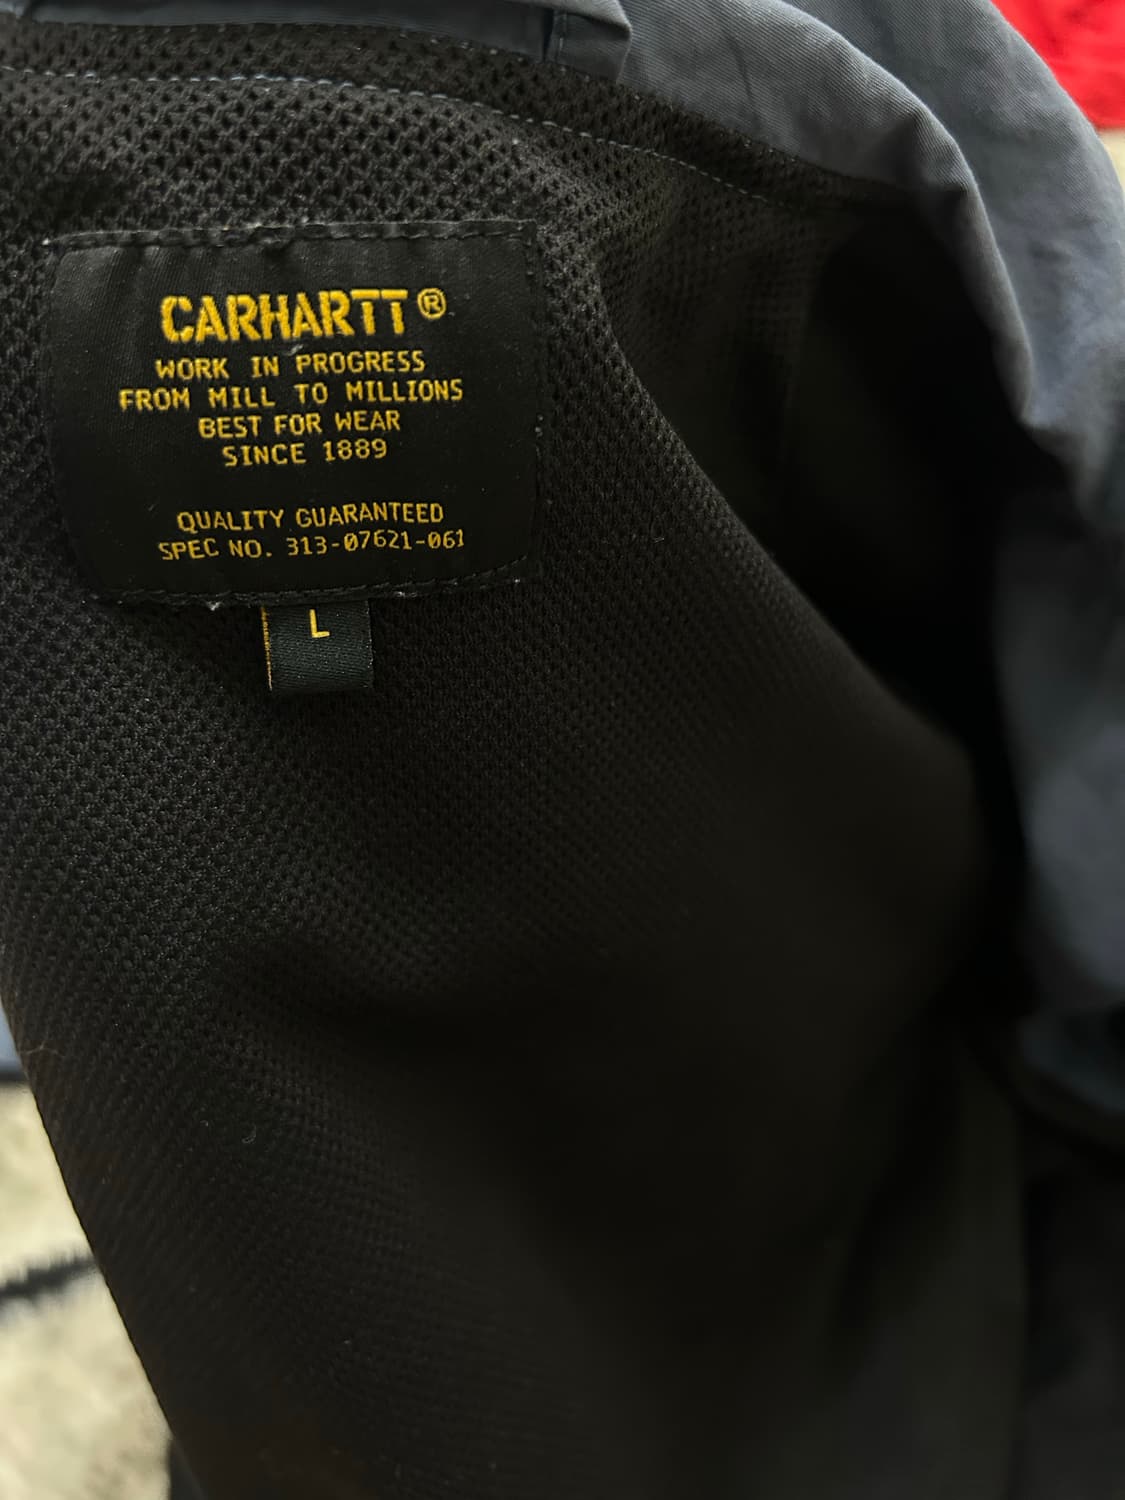 CARHARTT®
WORK IN PROGRESS
FROM MILL TO MILLIONS
BEST FOR WEAR
SINCE 1889
QUALITY GUARANTEED
SPEC NO. 313-07621-061
L